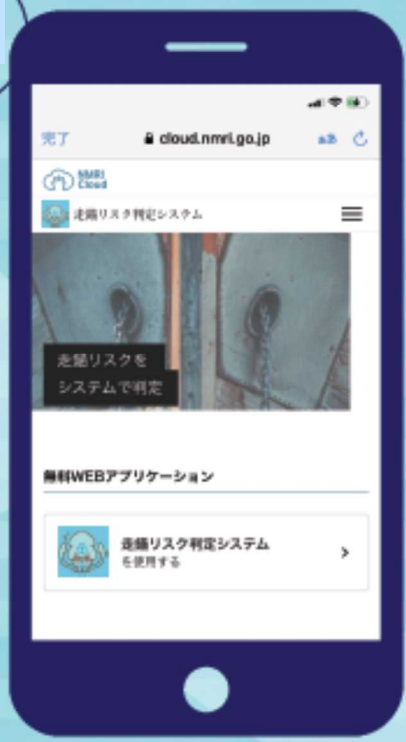 完了 cloud.nmri.go.jp ぁあ
NMRI
Cloud
走錨リスク判定システム
走錨リスクを
システムで判定
無料WEBアプリケーション
走錨リスク判定システム
を使用する